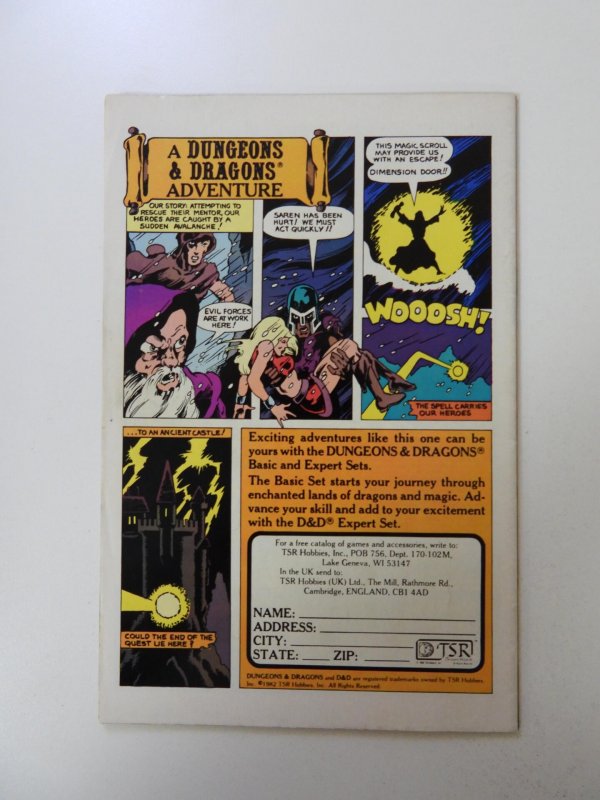 A DUNGEONS
& DRAGONS®
ADVENTURE
OUR STORY: ATTEMPTING TO
RESCUE THEIR MENTOR, OUR
HEROES ARE CAUGHT BY A
SUDDEN AVALANCHE!
EVIL FORCES
ARE AT WORK
HERE!
SAREN HAS BEEN
HURT! WE MUST
ACT QUICKLY!!
THIS MAGIC SCROLL
MAY PROVIDE US
WITH AN ESCAPE!
DIMENSION DOOR!!
WOOOSH!
THE SPELL CARRIES
OUR HEROES
...TO AN ANCIENT CASTLE!
COULD THE END OF THE
QUEST LIE HERE?
Exciting adventures like this one can be
yours with the DUNGEONS & DRAGONS®
Basic and Expert Sets.
The Basic Set starts your journey through
enchanted lands of dragons and magic. Ad-
vance your skill and add to your excitement
with the D&D® Expert Set.
For a free catalog of games and accessories, write to:
TSR Hobbies, Inc., POB 756, Dept. 170-102M,
Lake Geneva, WI 53147
In the UK send to:
TSR Hobbies (UK) Ltd., The Mill, Rathmore Rd.,
Cambridge, ENGLAND, CB1 4AD
NAME:
ADDRESS:
CITY:
STATE: ZIP:
TSR
DUNGEONS & DRAGONS and D&D are registered trademarks owned by TSR Hobbies,
Inc. ©1982 TSR Hobbies, Inc. All Rights Reserved.